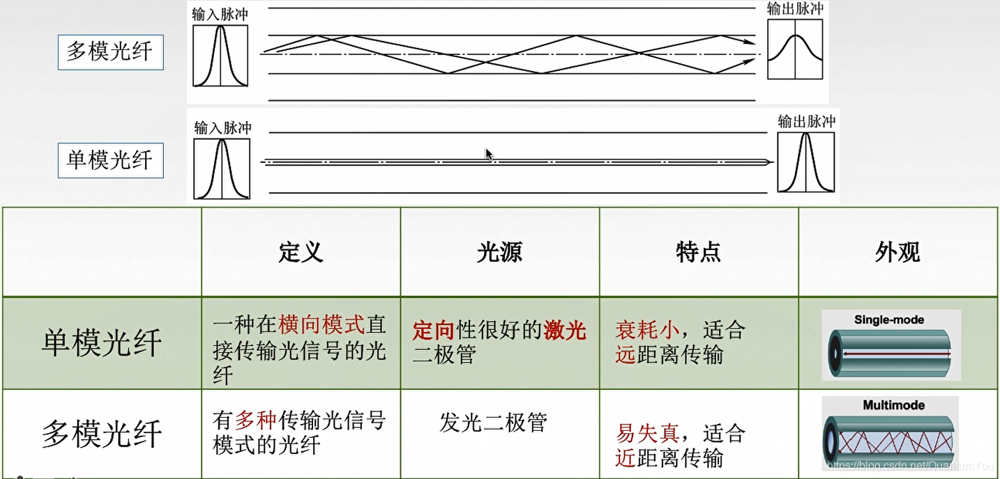 输入脉冲
输出脉冲
多模光纤
输入脉冲
输出脉冲
单模光纤
定义
光源
特点
外观
单模光纤
一种在横向模式直
接传输光信号的光
纤
定向性很好的激光
二极管
衰耗小，适合
远距离传输
Single-mode
多模光纤
有多种传输光信号
模式的光纤
发光二极管
易失真，适合
近距离传输
Multimode
https://blog.csdn.net/QuantumYou